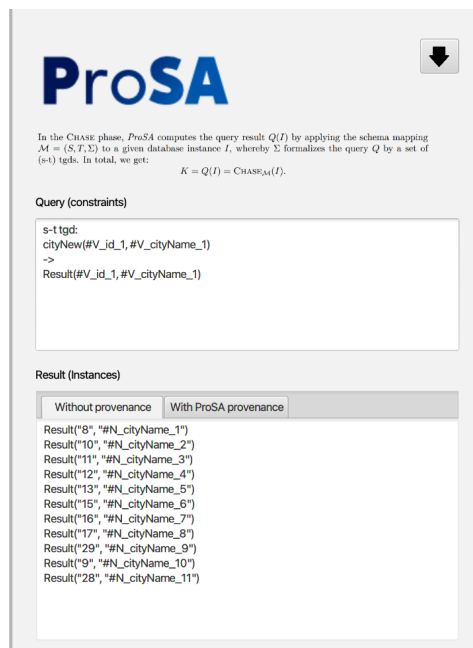 ProSA
In the CHASE phase, ProSA computes the query result Q(I) by applying the schema mapping
M = (S, T, Σ) to a given database instance I, whereby Σ formalizes the query Q by a set of
(s-t) tgds. In total, we get:
K = Q(I) = CHASE_M(I).
Query (constraints)
s-t tgd:
cityNew(#V_id_1, #V_cityName_1)
->
Result(#V_id_1, #V_cityName_1)
Result (Instances)
Without provenance With ProSA provenance
Result("8", "#N_cityName_1")
Result("10", "#N_cityName_2")
Result("11", "#N_cityName_3")
Result("12", "#N_cityName_4")
Result("13", "#N_cityName_5")
Result("15", "#N_cityName_6")
Result("16", "#N_cityName_7")
Result("17", "#N_cityName_8")
Result("29", "#N_cityName_9")
Result("9", "#N_cityName_10")
Result("28", "#N_cityName_11")